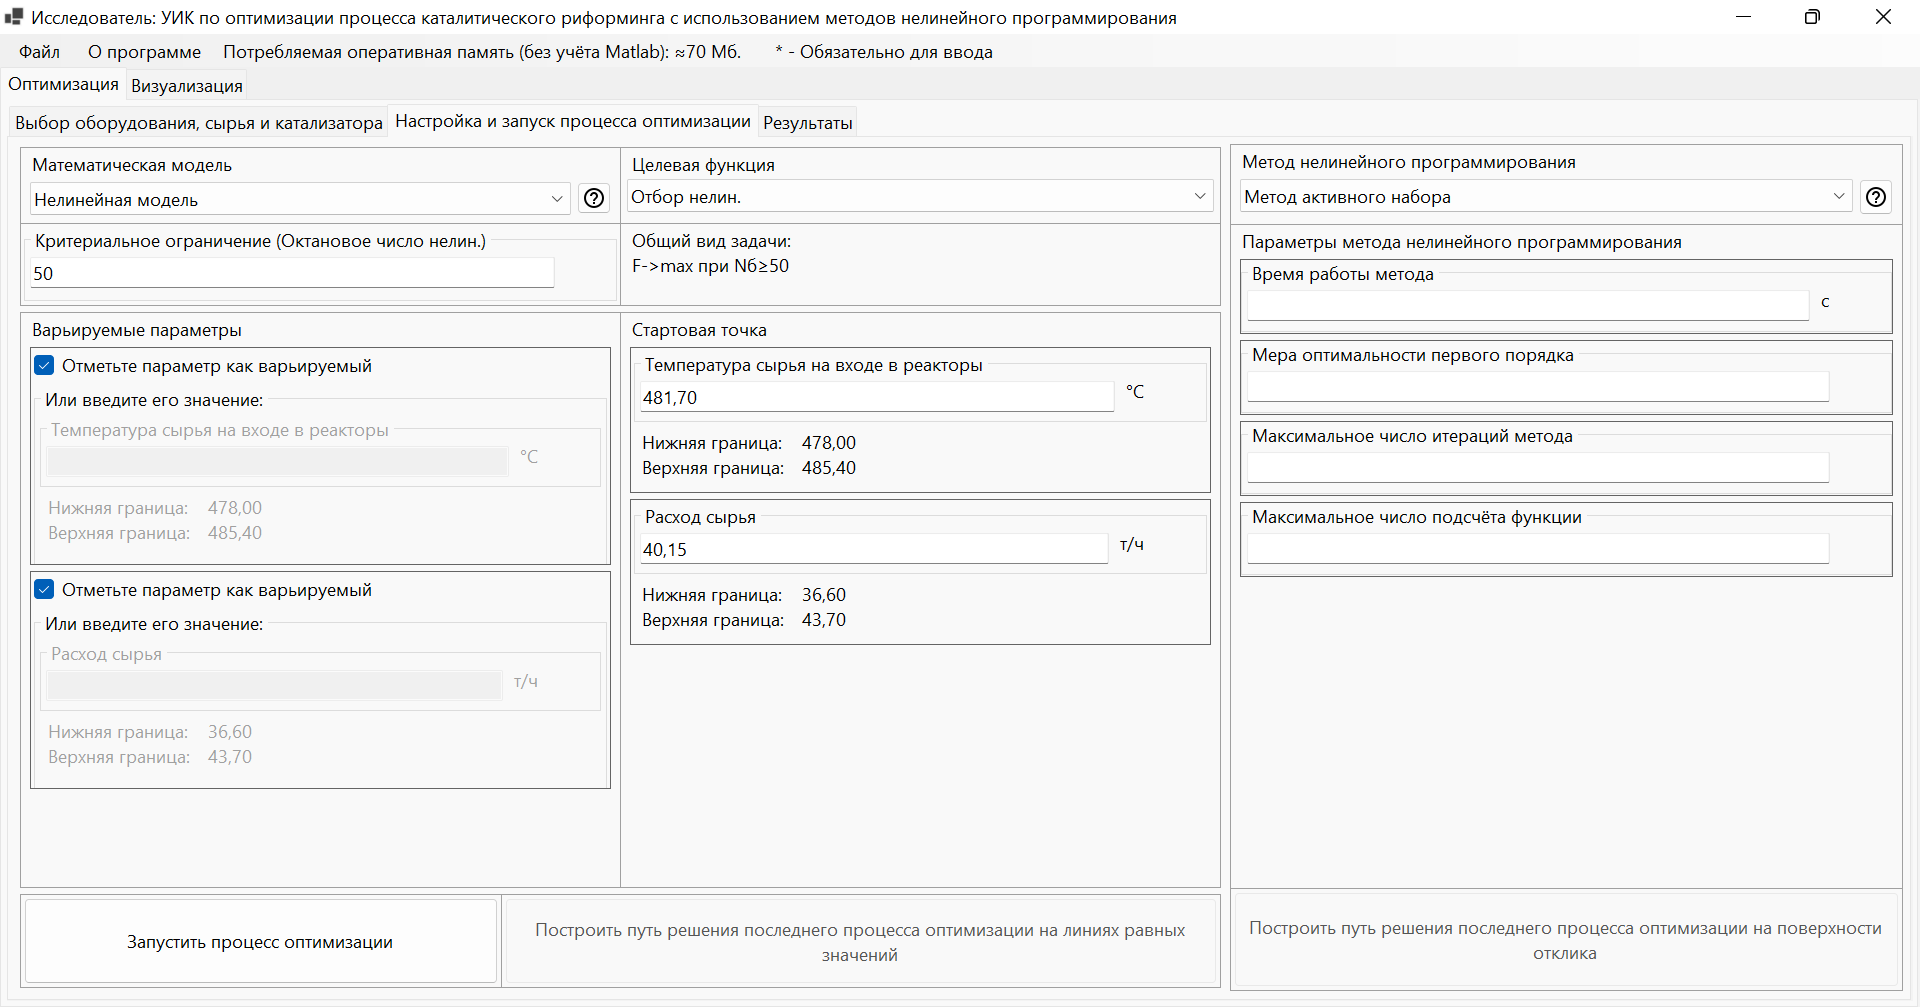 Исследователь: УИК по оптимизации процесса каталитического риформинга с использованием методов нелинейного программирования
Файл О программе Потребляемая оперативная память (без учёта Matlab): ≈70 Мб. * - Обязательно для ввода
Оптимизация Визуализация
Выбор оборудования, сырья и катализатора Настройка и запуск процесса оптимизации Результаты
Математическая модель
Нелинейная модель
Критериальное ограничение (Октановое число нелин.)
50
Целевая функция
Отбор нелин.
Общий вид задачи:
F->max при N6≥50
Варьируемые параметры
Отметьте параметр как варьируемый
Или введите его значение:
Температура сырья на входе в реакторы
°C
Нижняя граница: 478,00
Верхняя граница: 485,40
Отметьте параметр как варьируемый
Или введите его значение:
Расход сырья
т/ч
Нижняя граница: 36,60
Верхняя граница: 43,70
Стартовая точка
Температура сырья на входе в реакторы
481,70 °C
Нижняя граница: 478,00
Верхняя граница: 485,40
Расход сырья
40,15 т/ч
Нижняя граница: 36,60
Верхняя граница: 43,70
Метод нелинейного программирования
Метод активного набора
Параметры метода нелинейного программирования
Время работы метода
с
Мера оптимальности первого порядка
Максимальное число итераций метода
Максимальное число подсчёта функции
Запустить процесс оптимизации
Построить путь решения последнего процесса оптимизации на линиях равных
значений
Построить путь решения последнего процесса оптимизации на поверхности
отклика